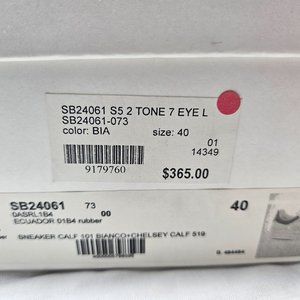 SB24061 S5 2 TONE 7 EYE L
SB24061-073
color: BIA size: 40
01
14349
9179760
$365.00
SB24061 73 40
0ASRL1B4 00
ECUADOR 01B4 rubber
SNEAKER CALF 101 BIANCO+CHELSEY CALF 519